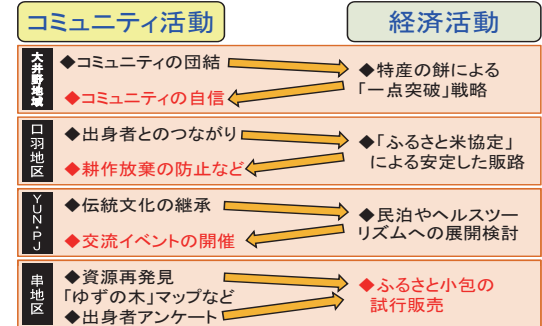 コミュニティ活動
経済活動
大井野地域
◆コミュニティの団結
◆コミュニティの自信
◆特産の餅による
「一点突破」戦略
口羽地区
◆出身者とのつながり
◆耕作放棄の防止など
◆「ふるさと米協定」
による安定した販路
YUN・PJ
◆伝統文化の継承
◆交流イベントの開催
◆民泊やヘルスツー
リズムへの展開検討
串地区
◆資源再発見
「ゆずの木」マップなど
◆出身者アンケート
◆ふるさと小包の
試行販売